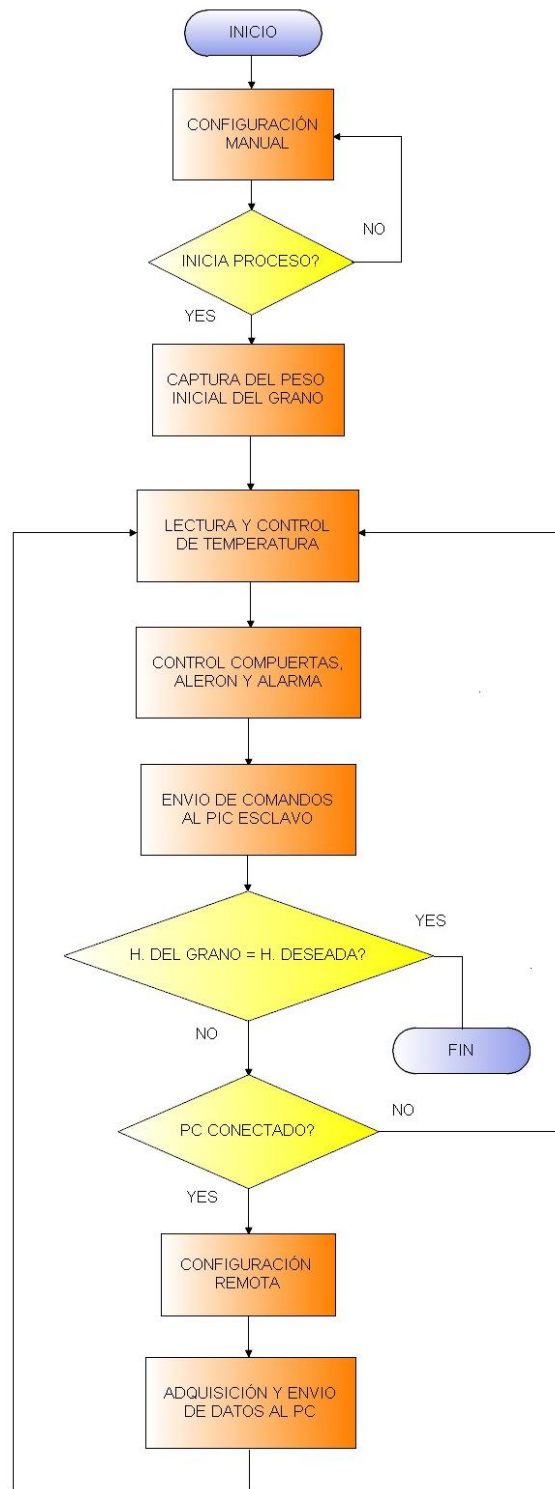 INICIO
CONFIGURACIÓN
MANUAL
NO
INICIA PROCESO?
YES
CAPTURA DEL PESO
INICIAL DEL GRANO
LECTURA Y CONTROL
DE TEMPERATURA
CONTROL COMPUERTAS,
ALERON Y ALARMA
ENVIO DE COMANDOS
AL PIC ESCLAVO
YES
H. DEL GRANO = H. DESEADA?
NO
FIN
NO
PC CONECTADO?
YES
CONFIGURACIÓN
REMOTA
ADQUISICIÓN Y ENVIO
DE DATOS AL PC